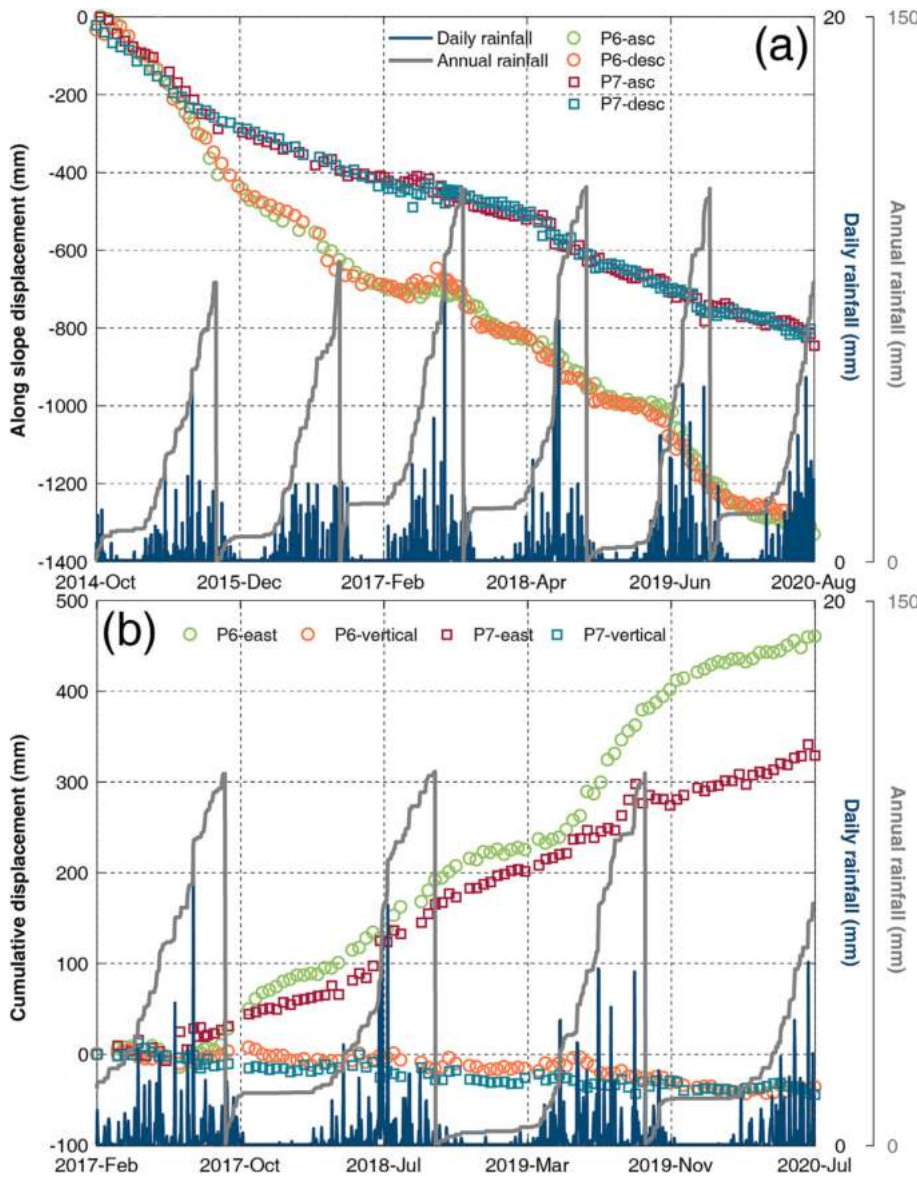 0
-200
-400
-600
-800
-1000
-1200
-1400
Along slope displacement (mm)
Daily rainfall
Annual rainfall
P6-asc
P6-desc
P7-asc
P7-desc
(a)
20
0
Daily rainfall (mm)
150
0
Annual rainfall (mm)
2014-Oct 2015-Dec 2017-Feb 2018-Apr 2019-Jun 2020-Aug
500
400
300
200
100
0
-100
Cumulative displacement (mm)
(b)
P6-east P6-vertical P7-east P7-vertical
20
0
Daily rainfall (mm)
150
0
Annual rainfall (mm)
2017-Feb 2017-Oct 2018-Jul 2019-Mar 2019-Nov 2020-Jul